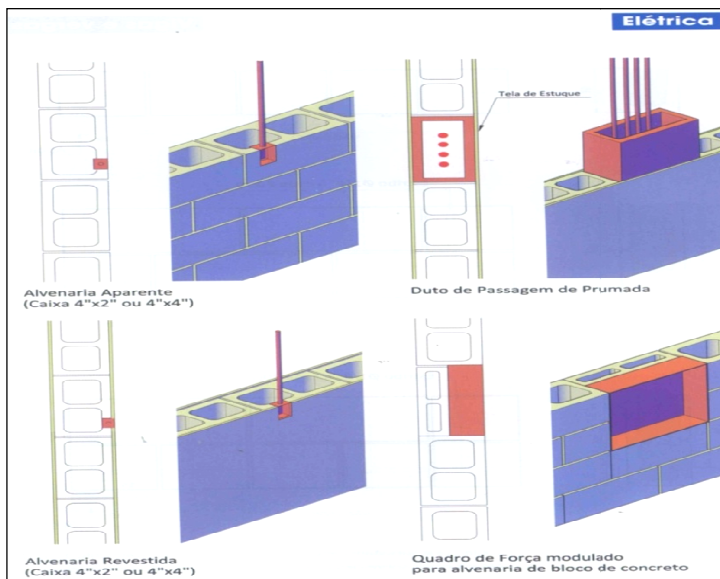 Elétrica
Tela de Estuque
Alvenaria Aparente
(Caixa 4"x2" ou 4"x4")
Duto de Passagem de Prumada
Alvenaria Revestida
(Caixa 4"x2" ou 4"x4")
Quadro de Força modulado
para alvenaria de bloco de concreto